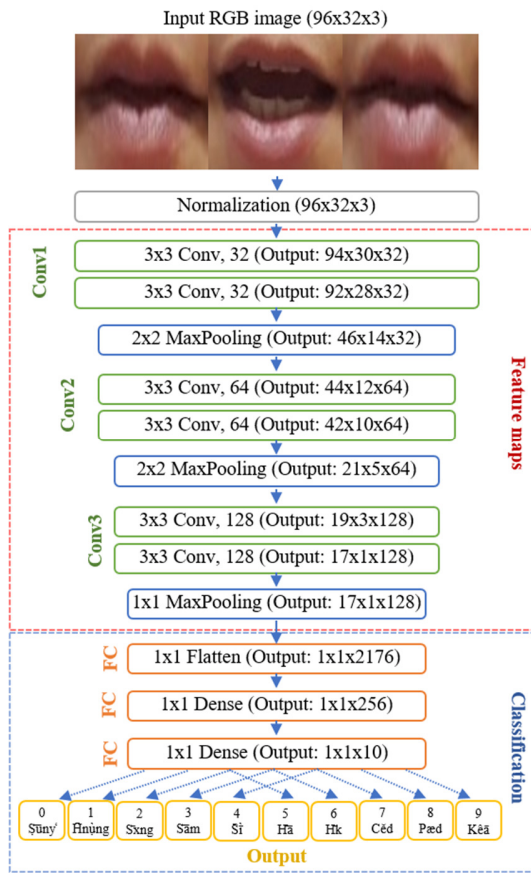 Input RGB image (96x32x3)
Normalization (96x32x3)
Conv1
3x3 Conv, 32 (Output: 94x30x32)
3x3 Conv, 32 (Output: 92x28x32)
2x2 MaxPooling (Output: 46x14x32)
Conv2
3x3 Conv, 64 (Output: 44x12x64)
3x3 Conv, 64 (Output: 42x10x64)
2x2 MaxPooling (Output: 21x5x64)
Conv3
3x3 Conv, 128 (Output: 19x3x128)
3x3 Conv, 128 (Output: 17x1x128)
1x1 MaxPooling (Output: 17x1x128)
Feature maps
FC
1x1 Flatten (Output: 1x1x2176)
FC
1x1 Dense (Output: 1x1x256)
FC
1x1 Dense (Output: 1x1x10)
Classification
0 1 2 3 4 5 6 7 8 9
Sām H̄k Cĕd Pæd Kêā
Output